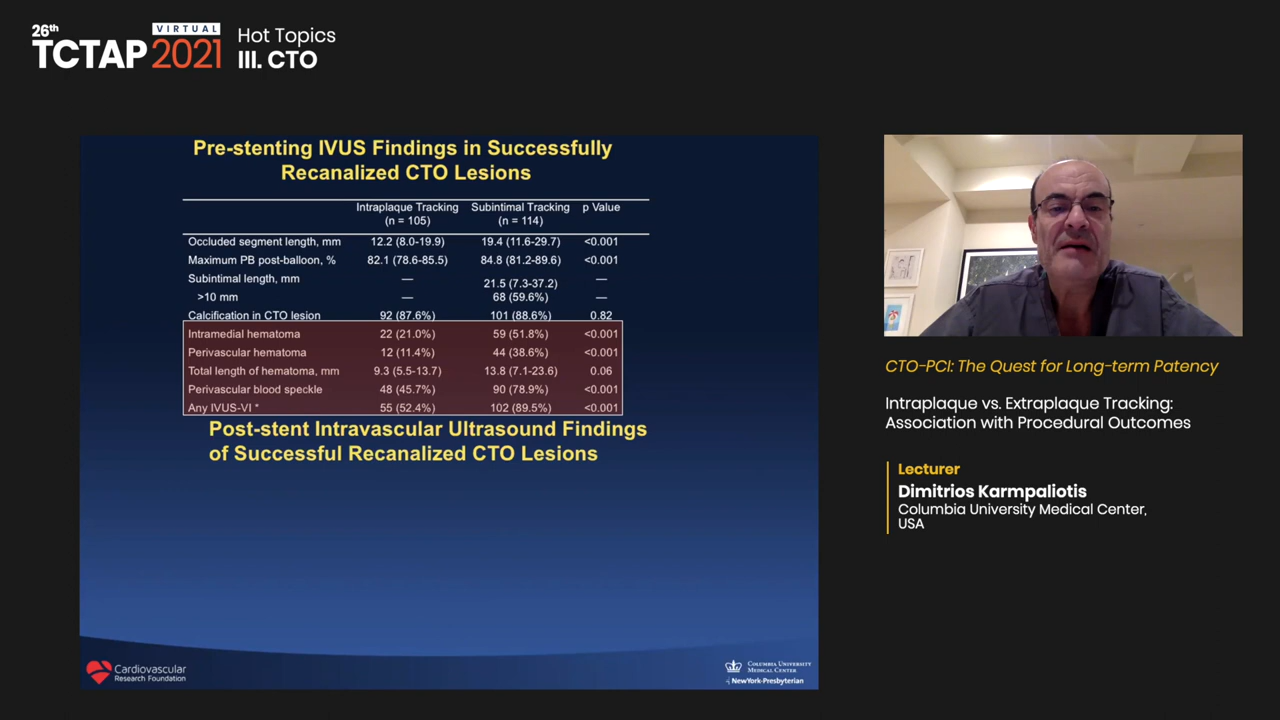 26th
VIRTUAL
TCTAP 2021
Hot Topics
III. CTO
Pre-stenting IVUS Findings in Successfully
Recanalized CTO Lesions
Intraplaque Tracking (n = 105) Subintimal Tracking (n = 114) p Value
Occluded segment length, mm 12.2 (8.0-19.9) 19.4 (11.6-29.7) <0.001
Maximum PB post-balloon, % 82.1 (78.6-85.5) 84.8 (81.2-89.6) <0.001
Subintimal length, mm — 21.5 (7.3-37.2) —
>10 mm — 68 (59.6%) —
Calcification in CTO lesion 92 (87.6%) 101 (88.6%) 0.82
Intramedial hematoma 22 (21.0%) 59 (51.8%) <0.001
Perivascular hematoma 12 (11.4%) 44 (38.6%) <0.001
Total length of hematoma, mm 9.3 (5.5-13.7) 13.8 (7.1-23.6) 0.06
Perivascular blood speckle 48 (45.7%) 90 (78.9%) <0.001
Any IVUS-VI * 55 (52.4%) 102 (89.5%) <0.001
Post-stent Intravascular Ultrasound Findings
of Successful Recanalized CTO Lesions
Cardiovascular
Research Foundation
COLUMBIA UNIVERSITY
MEDICAL CENTER
NewYork-Presbyterian
CTO-PCI: The Quest for Long-term Patency
Intraplaque vs. Extraplaque Tracking:
Association with Procedural Outcomes
Lecturer
Dimitrios Karmpaliotis
Columbia University Medical Center,
USA